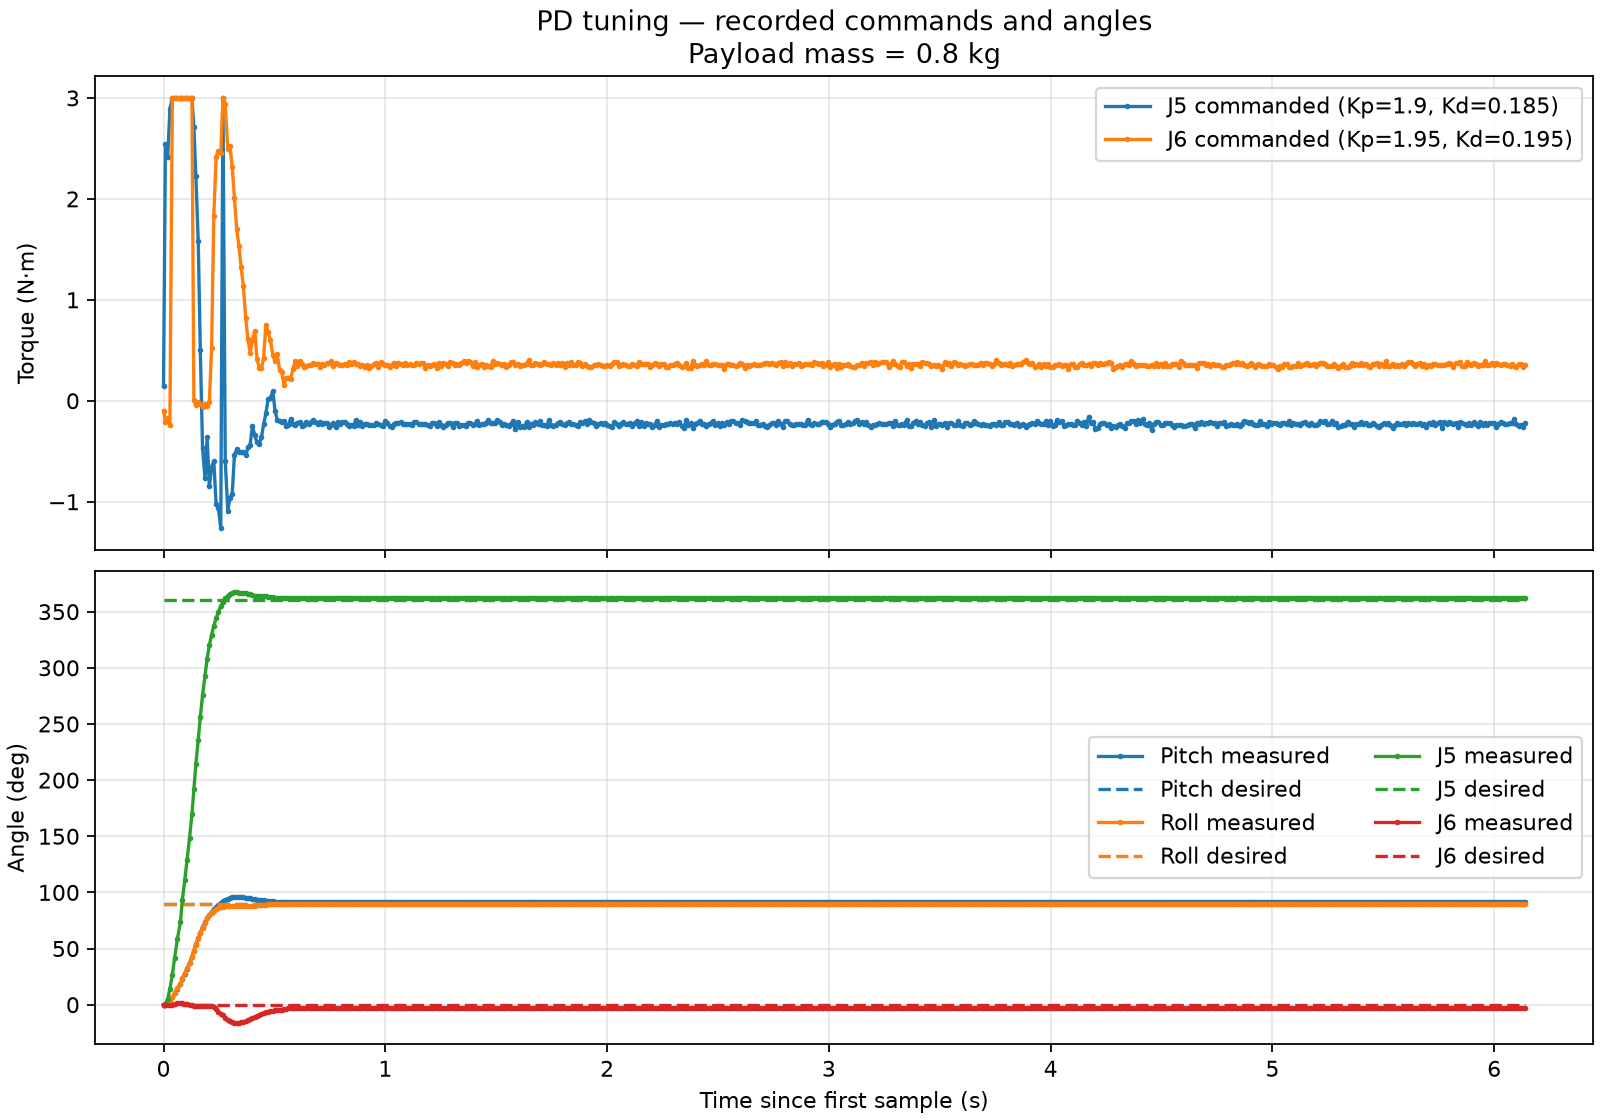 PD tuning — recorded commands and angles
Payload mass = 0.8 kg
3
2
1
0
−1
Torque (N·m)
J5 commanded (Kp=1.9, Kd=0.185)
J6 commanded (Kp=1.95, Kd=0.195)
350
300
250
200
150
100
50
0
Angle (deg)
Pitch measured
Pitch desired
Roll measured
Roll desired
J5 measured
J5 desired
J6 measured
J6 desired
0 1 2 3 4 5 6
Time since first sample (s)